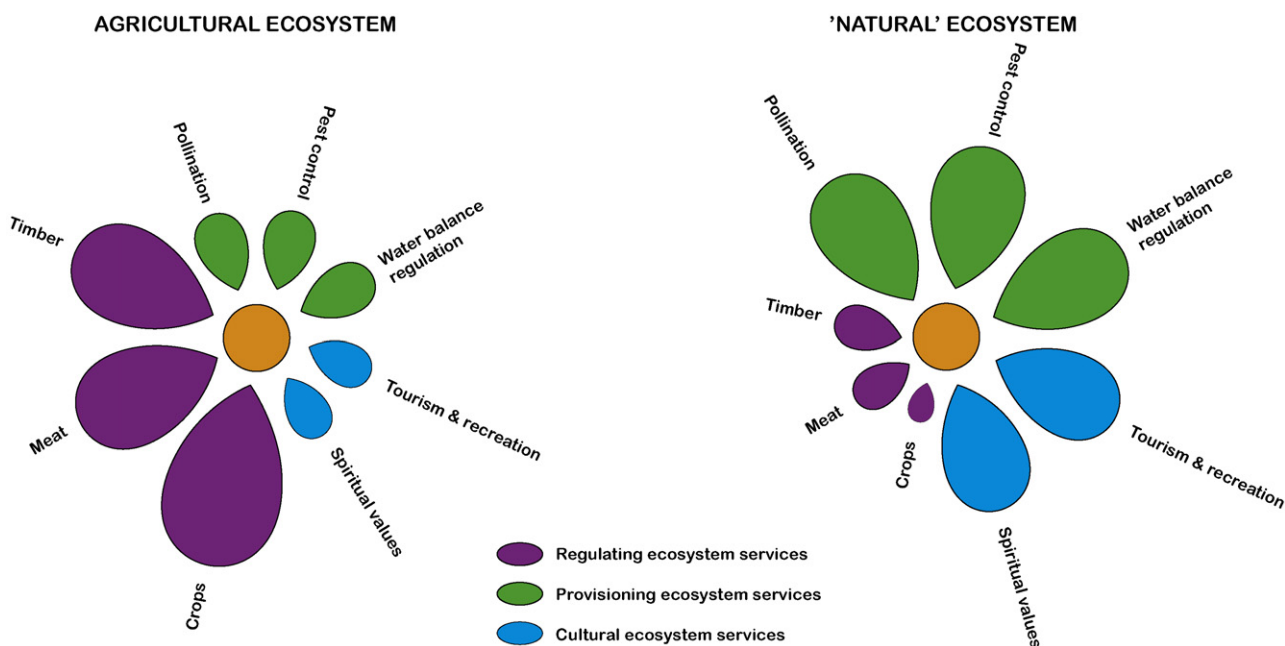 AGRICULTURAL ECOSYSTEM
Pollination
Pest control
Timber
Water balance
regulation
Meat
Tourism & recreation
Spiritual values
Crops
’NATURAL’ ECOSYSTEM
Pollination
Pest control
Water balance
regulation
Timber
Meat
Crops
Tourism & recreation
Spiritual values
Regulating ecosystem services
Provisioning ecosystem services
Cultural ecosystem services